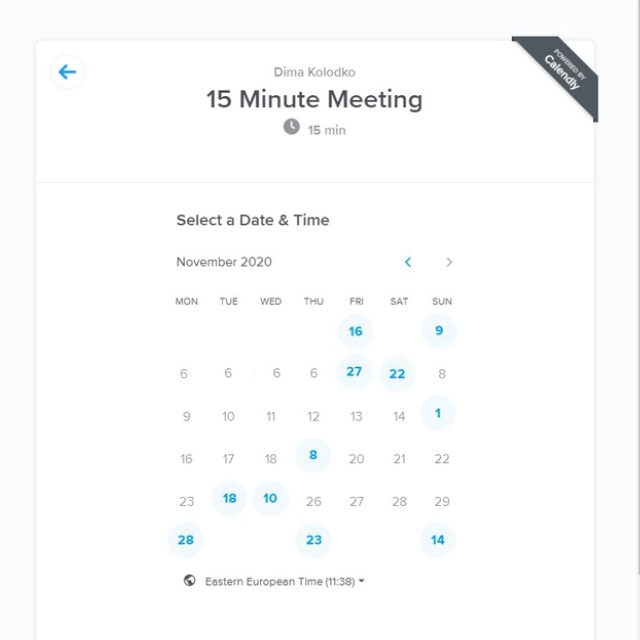 POWERED BY
Calendly
Dima Kolodko
15 Minute Meeting
15 min
Select a Date & Time
November 2020
MON TUE WED THU FRI SAT SUN
16 9
6 6 6 6 27 22 8
9 10 11 12 13 14 1
16 17 18 8 20 21 22
23 18 10 26 27 28 29
28 23 14
Eastern European Time (11:38)